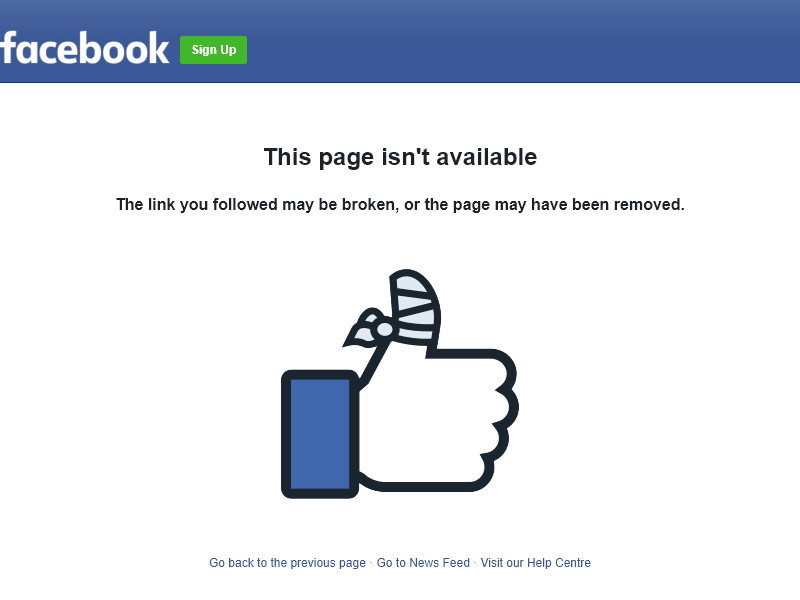 facebook Sign Up
This page isn't available
The link you followed may be broken, or the page may have been removed.
Go back to the previous page · Go to News Feed · Visit our Help Centre